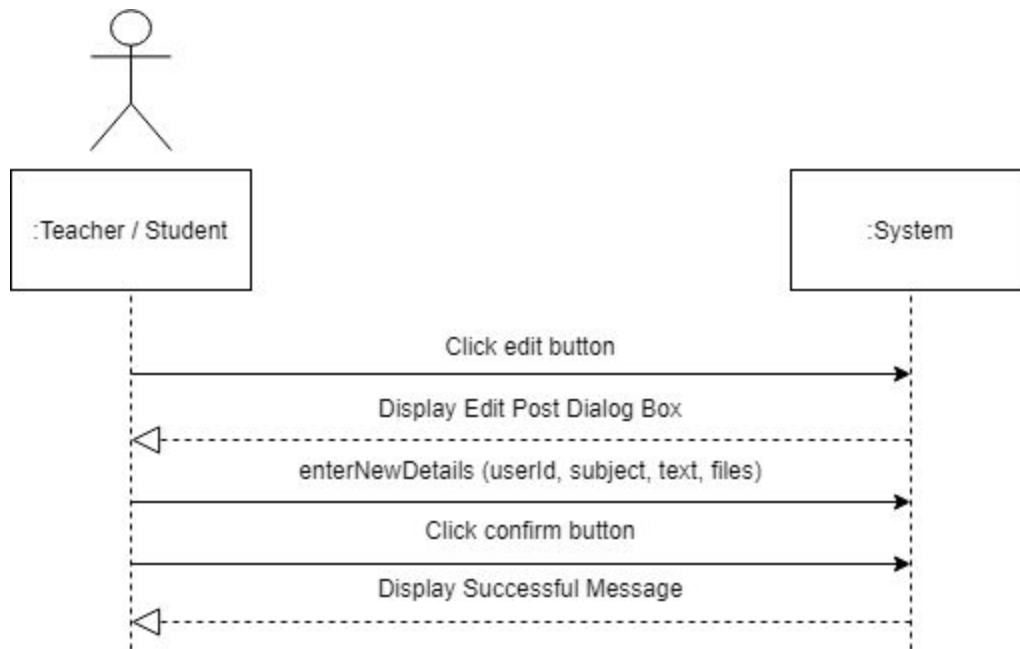 :Teacher / Student
:System
Click edit button
Display Edit Post Dialog Box
enterNewDetails (userId, subject, text, files)
Click confirm button
Display Successful Message